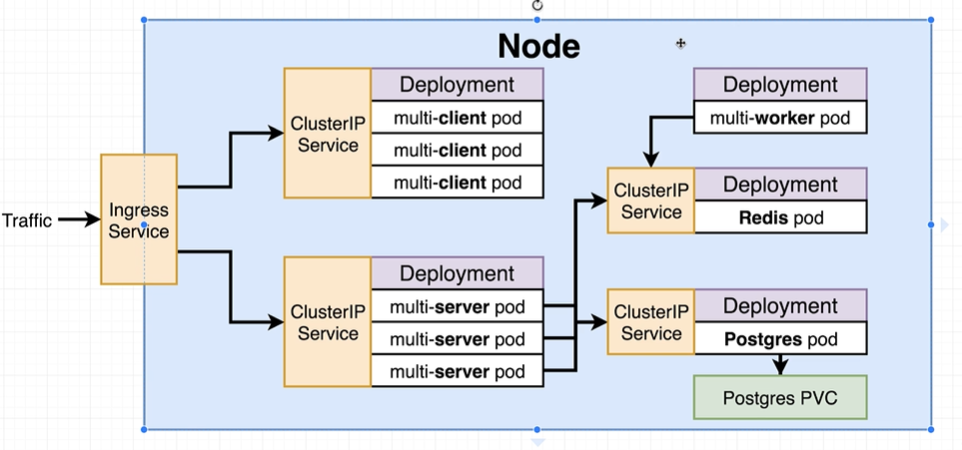 Node
Traffic
Ingress
Service
ClusterIP
Service
Deployment
multi-client pod
multi-client pod
multi-client pod
ClusterIP
Service
Deployment
multi-server pod
multi-server pod
multi-server pod
Deployment
multi-worker pod
ClusterIP
Service
Deployment
Redis pod
ClusterIP
Service
Deployment
Postgres pod
Postgres PVC